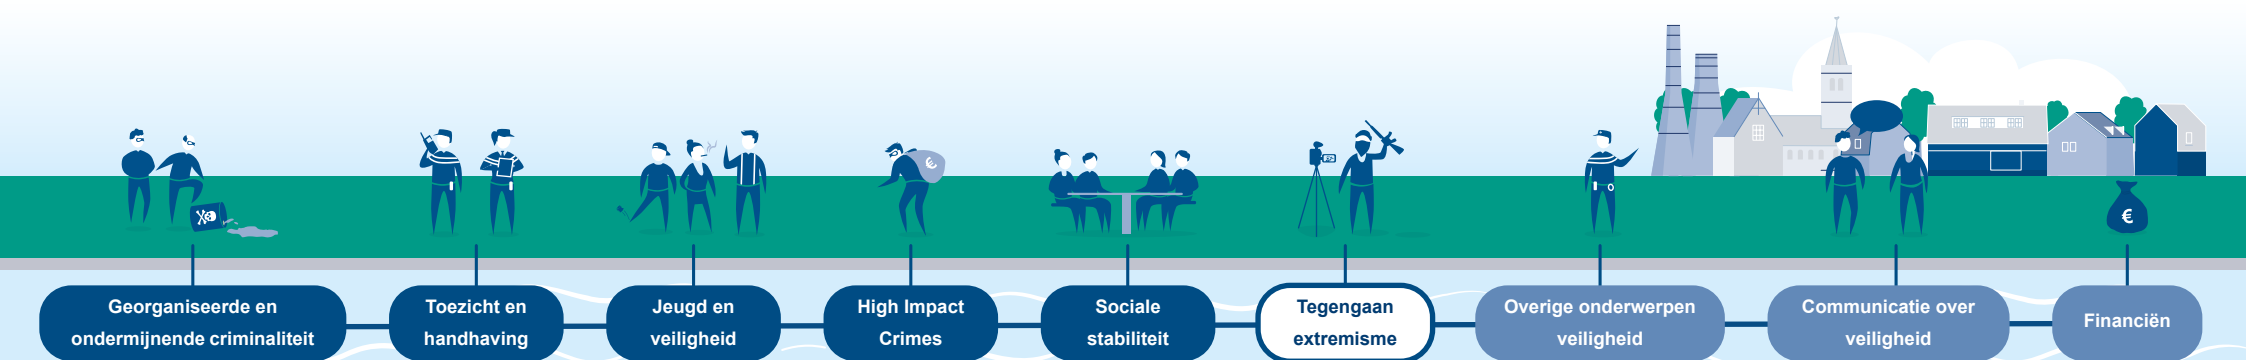 Georganiseerde en
ondermijnende criminaliteit
Toezicht en
handhaving
Jeugd en
veiligheid
High Impact
Crimes
Sociale
stabiliteit
Tegengaan
extremisme
Overige onderwerpen
veiligheid
Communicatie over
veiligheid
Financiën
€
€